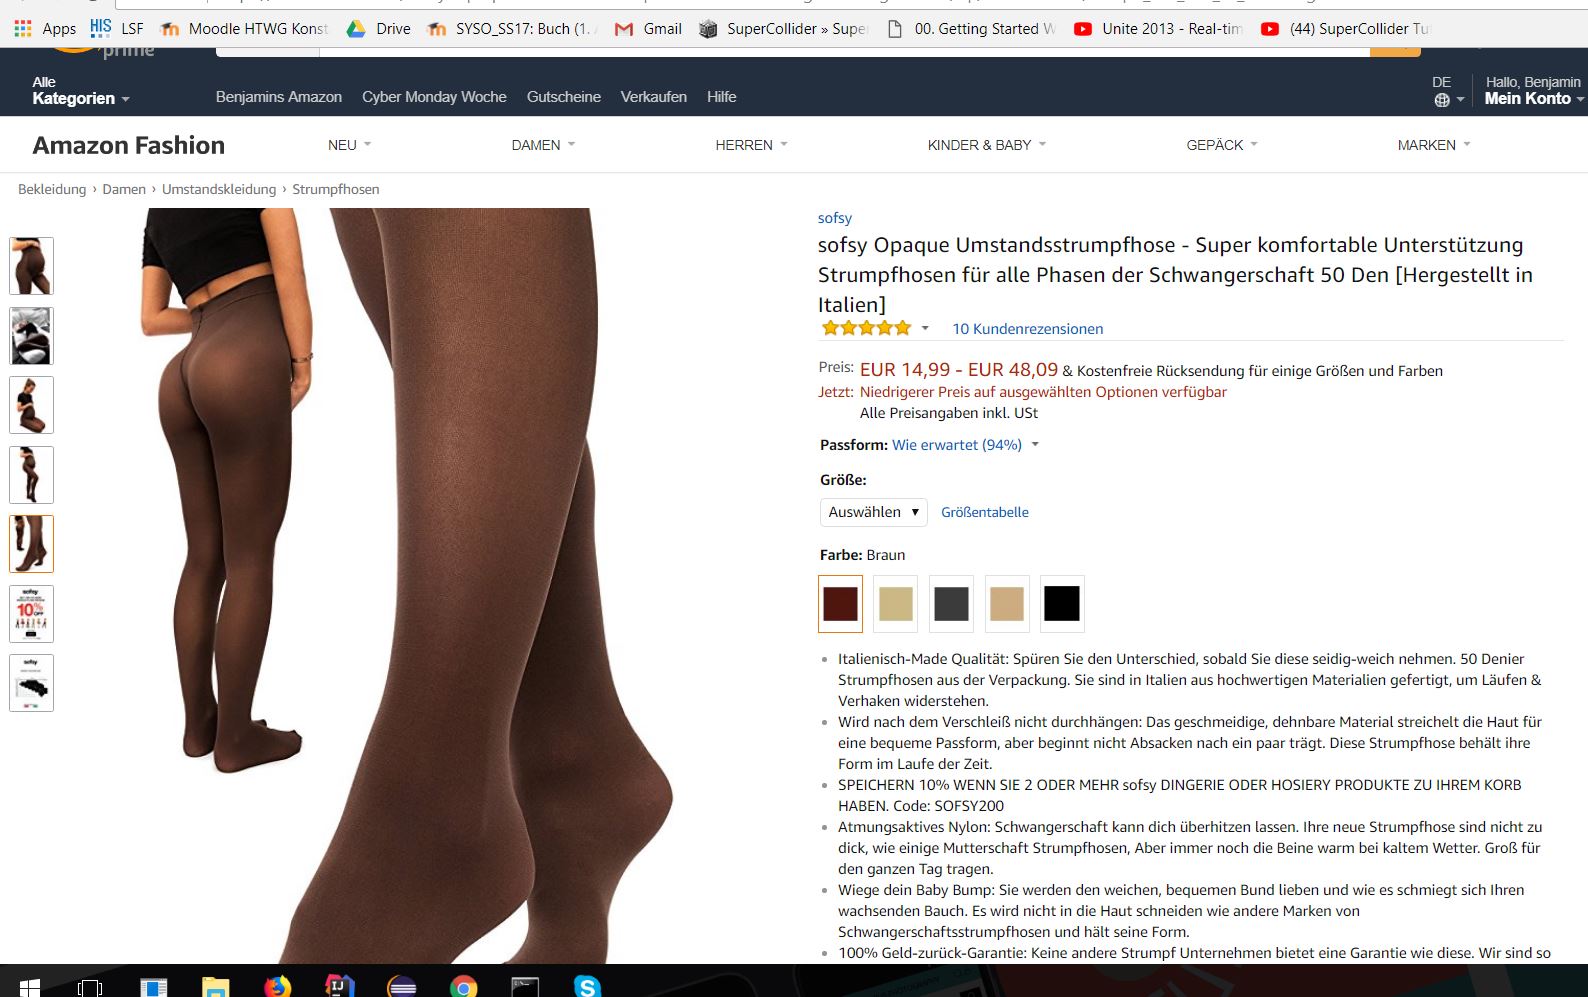 Apps HIS LSF Moodle HTWG Konst Drive SYSO_SS17: Buch (1. Gmail SuperCollider » Supe 00. Getting Started W Unite 2013 - Real-tim (44) SuperCollider Tu
prime
Alle
Kategorien
Benjamins Amazon Cyber Monday Woche Gutscheine Verkaufen Hilfe
DE
Hallo, Benjamin
Mein Konto
Amazon Fashion NEU DAMEN HERREN KINDER & BABY GEPÄCK MARKEN
Bekleidung › Damen › Umstandskleidung › Strumpfhosen
sofsy
10%
OFF
sofsy
sofsy
sofsy Opaque Umstandsstrumpfhose - Super komfortable Unterstützung
Strumpfhosen für alle Phasen der Schwangerschaft 50 Den [Hergestellt in
Italien]
10 Kundenrezensionen
Preis: EUR 14,99 - EUR 48,09 & Kostenfreie Rücksendung für einige Größen und Farben
Jetzt: Niedrigerer Preis auf ausgewählten Optionen verfügbar
Alle Preisangaben inkl. USt
Passform: Wie erwartet (94%)
Größe:
Auswählen Größentabelle
Farbe: Braun
• Italienisch-Made Qualität: Spüren Sie den Unterschied, sobald Sie diese seidig-weich nehmen. 50 Denier
Strumpfhosen aus der Verpackung. Sie sind in Italien aus hochwertigen Materialien gefertigt, um Läufen &
Verhaken widerstehen.
• Wird nach dem Verschleiß nicht durchhängen: Das geschmeidige, dehnbare Material streichelt die Haut für
eine bequeme Passform, aber beginnt nicht Absacken nach ein paar trägt. Diese Strumpfhose behält ihre
Form im Laufe der Zeit.
• SPEICHERN 10% WENN SIE 2 ODER MEHR sofsy DINGERIE ODER HOSIERY PRODUKTE ZU IHREM KORB
HABEN. Code: SOFSY200
• Atmungsaktives Nylon: Schwangerschaft kann dich überhitzen lassen. Ihre neue Strumpfhose sind nicht zu
dick, wie einige Mutterschaft Strumpfhosen, Aber immer noch die Beine warm bei kaltem Wetter. Groß für
den ganzen Tag tragen.
• Wiege dein Baby Bump: Sie werden den weichen, bequemen Bund lieben und wie es schmiegt sich Ihren
wachsenden Bauch. Es wird nicht in die Haut schneiden wie andere Marken von
Schwangerschaftsstrumpfhosen und hält seine Form.
• 100% Geld-zurück-Garantie: Keine andere Strumpf Unternehmen bietet eine Garantie wie diese. Wir sind so
IJ